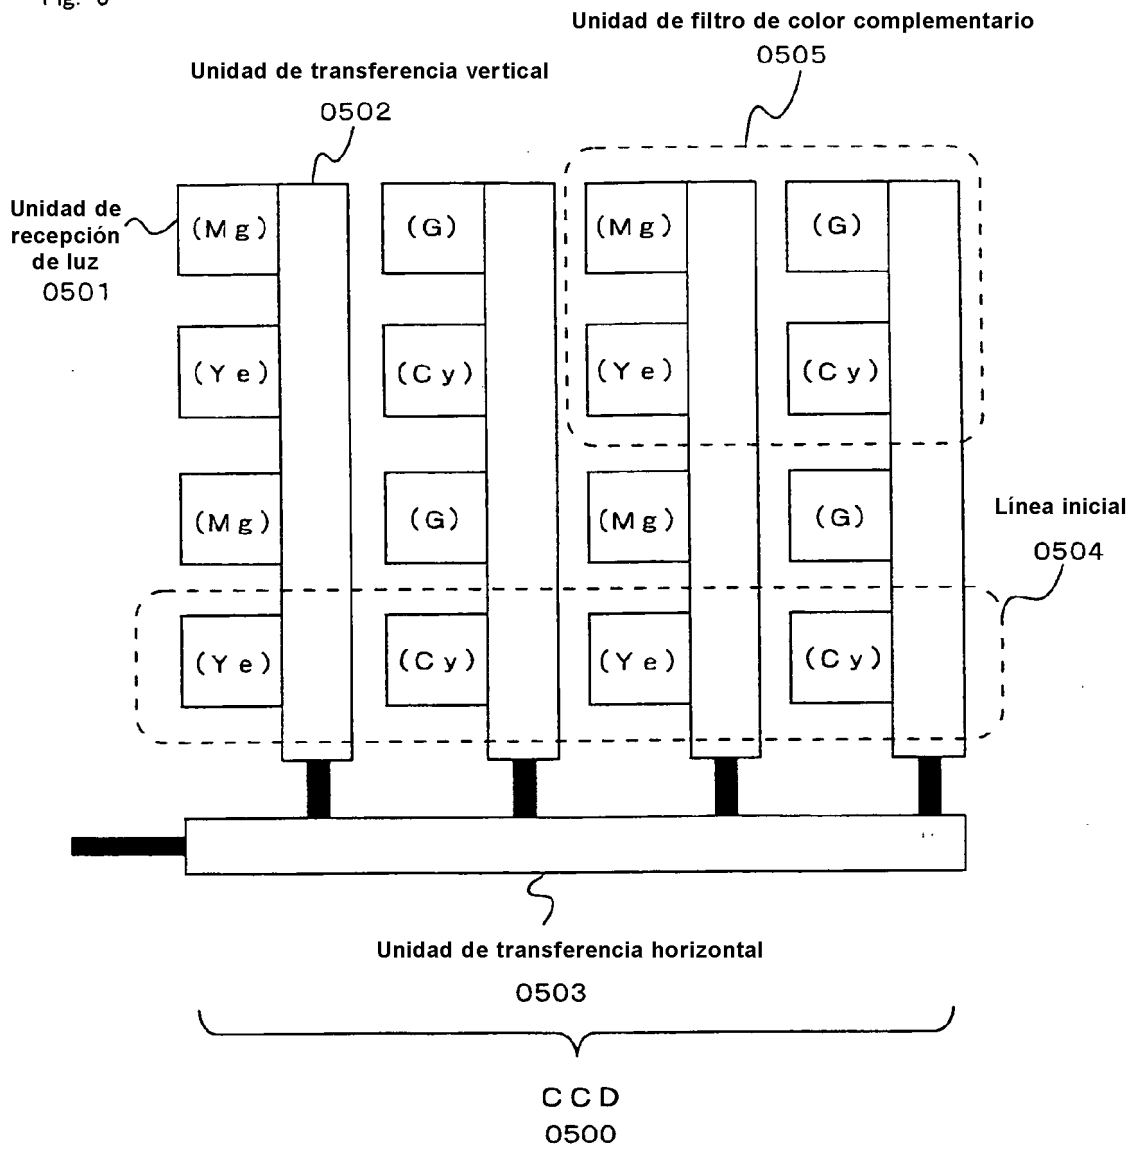 Unidad de filtro de color complementario
0505
Unidad de transferencia vertical
0502
Unidad de
recepción
de luz
0501
(Mg) (G) (Mg) (G)
(Ye) (Cy) (Ye) (Cy)
(Mg) (G) (Mg) (G)
Línea inicial
0504
(Ye) (Cy) (Ye) (Cy)
Unidad de transferencia horizontal
0503
CCD
0500